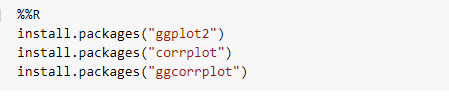 %%R
install.packages("ggplot2")
install.packages("corrplot")
install.packages("ggcorrplot")